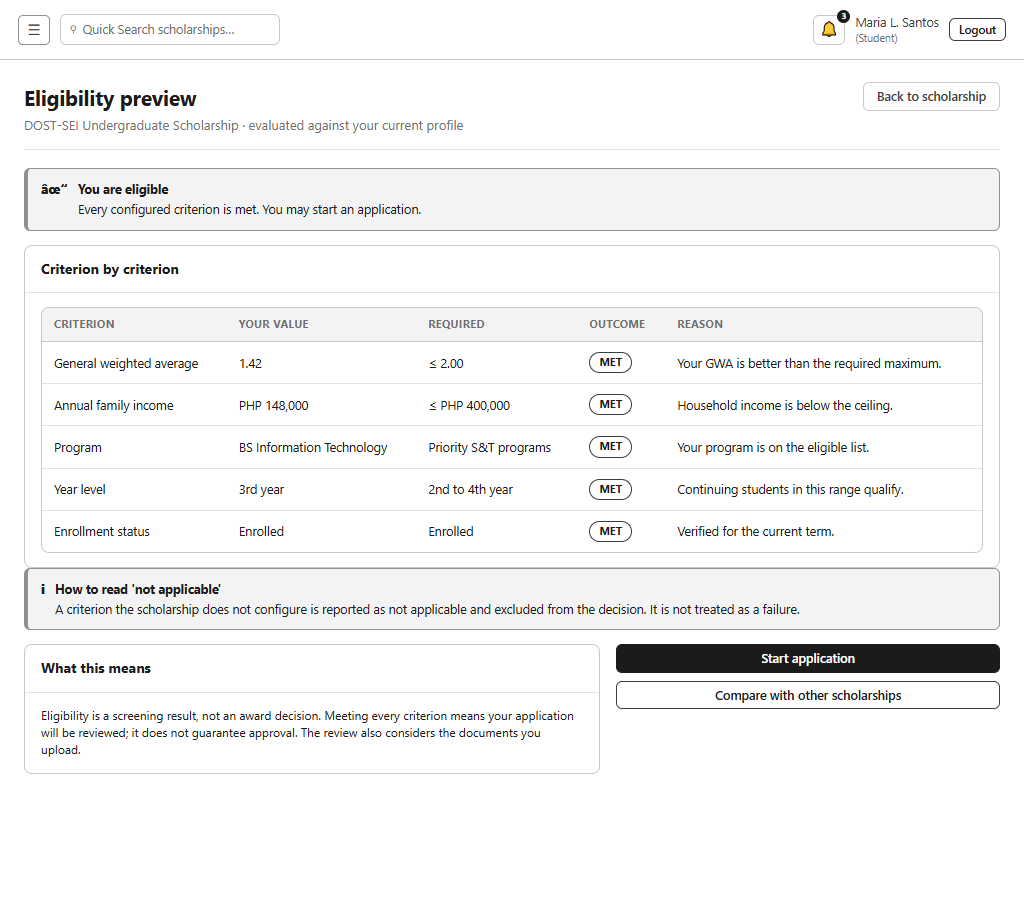 ☰
Quick Search scholarships...
3
Maria L. Santos
(Student)
Logout
Eligibility preview
Back to scholarship
DOST-SEI Undergraduate Scholarship · evaluated against your current profile
âœ“ You are eligible
Every configured criterion is met. You may start an application.
Criterion by criterion
CRITERION YOUR VALUE REQUIRED OUTCOME REASON
General weighted average 1.42 ≤ 2.00 MET Your GWA is better than the required maximum.
Annual family income PHP 148,000 ≤ PHP 400,000 MET Household income is below the ceiling.
Program BS Information Technology Priority S&T programs MET Your program is on the eligible list.
Year level 3rd year 2nd to 4th year MET Continuing students in this range qualify.
Enrollment status Enrolled Enrolled MET Verified for the current term.
i How to read 'not applicable'
A criterion the scholarship does not configure is reported as not applicable and excluded from the decision. It is not treated as a failure.
What this means
Eligibility is a screening result, not an award decision. Meeting every criterion means your application
will be reviewed; it does not guarantee approval. The review also considers the documents you
upload.
Start application
Compare with other scholarships